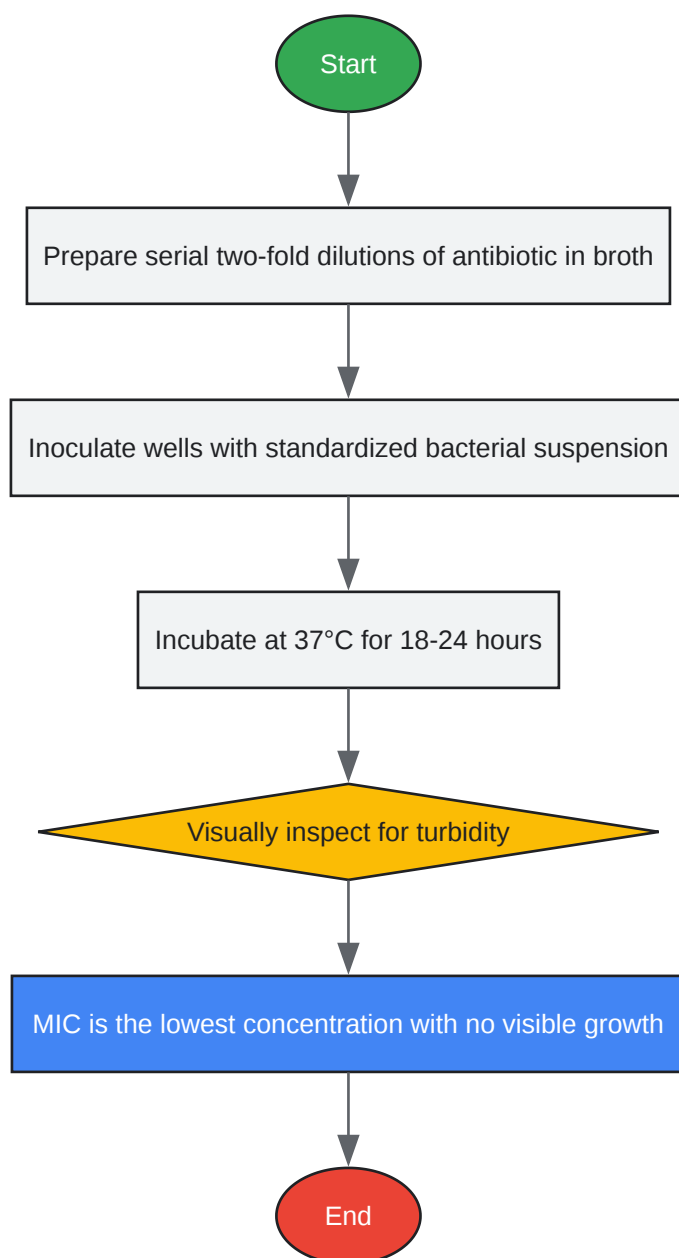 Start
Prepare serial two-fold dilutions of antibiotic in broth
Inoculate wells with standardized bacterial suspension
Incubate at 37°C for 18-24 hours
Visually inspect for turbidity
MIC is the lowest concentration with no visible growth
End